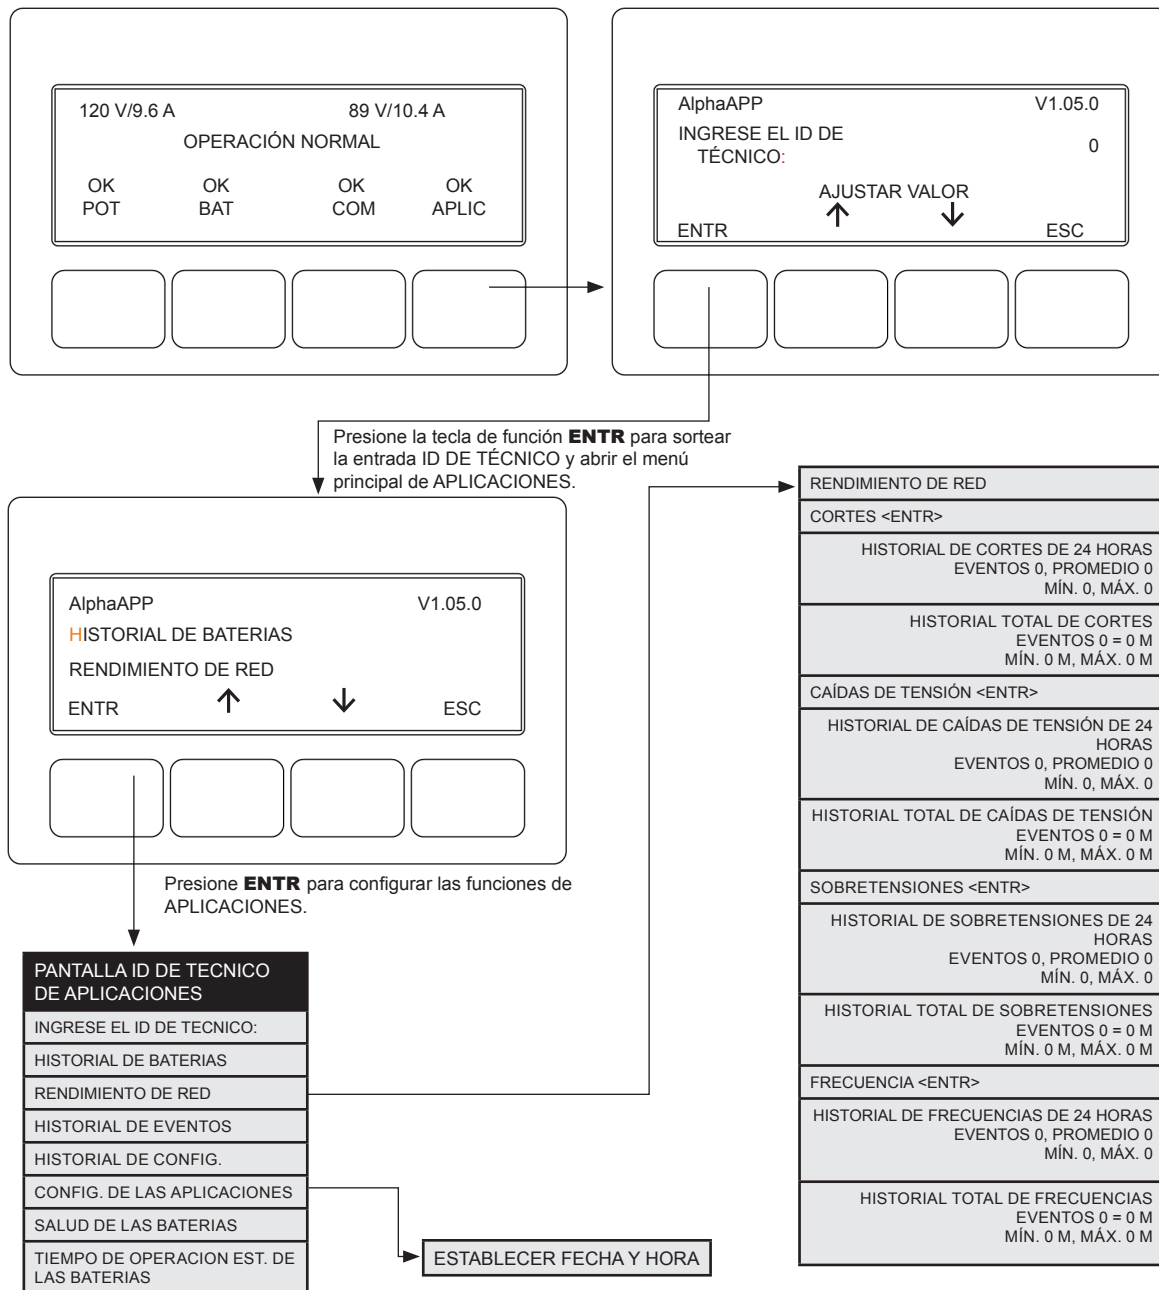 120 V/9.6 A 89 V/10.4 A
OPERACIÓN NORMAL
OK OK OK OK
POT BAT COM APLIC
AlphaAPP V1.05.0
INGRESE EL ID DE
TÉCNICO: 0
AJUSTAR VALOR
ENTR ↑ ↓ ESC
Presione la tecla de función ENTR para sortear
la entrada ID DE TÉCNICO y abrir el menú
principal de APLICACIONES.
AlphaAPP V1.05.0
HISTORIAL DE BATERIAS
RENDIMIENTO DE RED
ENTR ↑ ↓ ESC
Presione ENTR para configurar las funciones de
APLICACIONES.
PANTALLA ID DE TECNICO
DE APLICACIONES
INGRESE EL ID DE TECNICO:
HISTORIAL DE BATERIAS
RENDIMIENTO DE RED
HISTORIAL DE EVENTOS
HISTORIAL DE CONFIG.
CONFIG. DE LAS APLICACIONES
SALUD DE LAS BATERIAS
TIEMPO DE OPERACION EST. DE
LAS BATERIAS
ESTABLECER FECHA Y HORA
RENDIMIENTO DE RED
CORTES <ENTR>
HISTORIAL DE CORTES DE 24 HORAS
EVENTOS 0, PROMEDIO 0
MÍN. 0, MÁX. 0
HISTORIAL TOTAL DE CORTES
EVENTOS 0 = 0 M
MÍN. 0 M, MÁX. 0 M
CAÍDAS DE TENSIÓN <ENTR>
HISTORIAL DE CAÍDAS DE TENSIÓN DE 24
HORAS
EVENTOS 0, PROMEDIO 0
MÍN. 0, MÁX. 0
HISTORIAL TOTAL DE CAÍDAS DE TENSIÓN
EVENTOS 0 = 0 M
MÍN. 0 M, MÁX. 0 M
SOBRETENSIONES <ENTR>
HISTORIAL DE SOBRETENSIONES DE 24
HORAS
EVENTOS 0, PROMEDIO 0
MÍN. 0, MÁX. 0
HISTORIAL TOTAL DE SOBRETENSIONES
EVENTOS 0 = 0 M
MÍN. 0 M, MÁX. 0 M
FRECUENCIA <ENTR>
HISTORIAL DE FRECUENCIAS DE 24 HORAS
EVENTOS 0, PROMEDIO 0
MÍN. 0, MÁX. 0
HISTORIAL TOTAL DE FRECUENCIAS
EVENTOS 0 = 0 M
MÍN. 0 M, MÁX. 0 M